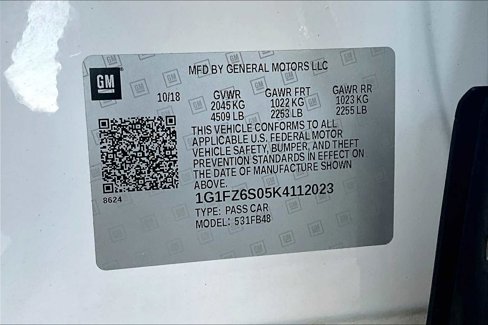 GM
MFD BY GENERAL MOTORS LLC
10/18
GVWR GAWR FRT GAWR RR
2045 KG 1022 KG 1023 KG
4509 LB 2253 LB 2255 LB
THIS VEHICLE CONFORMS TO ALL
APPLICABLE U.S. FEDERAL MOTOR
VEHICLE SAFETY, BUMPER, AND THEFT
PREVENTION STANDARDS IN EFFECT ON
THE DATE OF MANUFACTURE SHOWN
ABOVE.
8624
1G1FZ6S05K4112023
TYPE: PASS CAR
MODEL: 531FB48